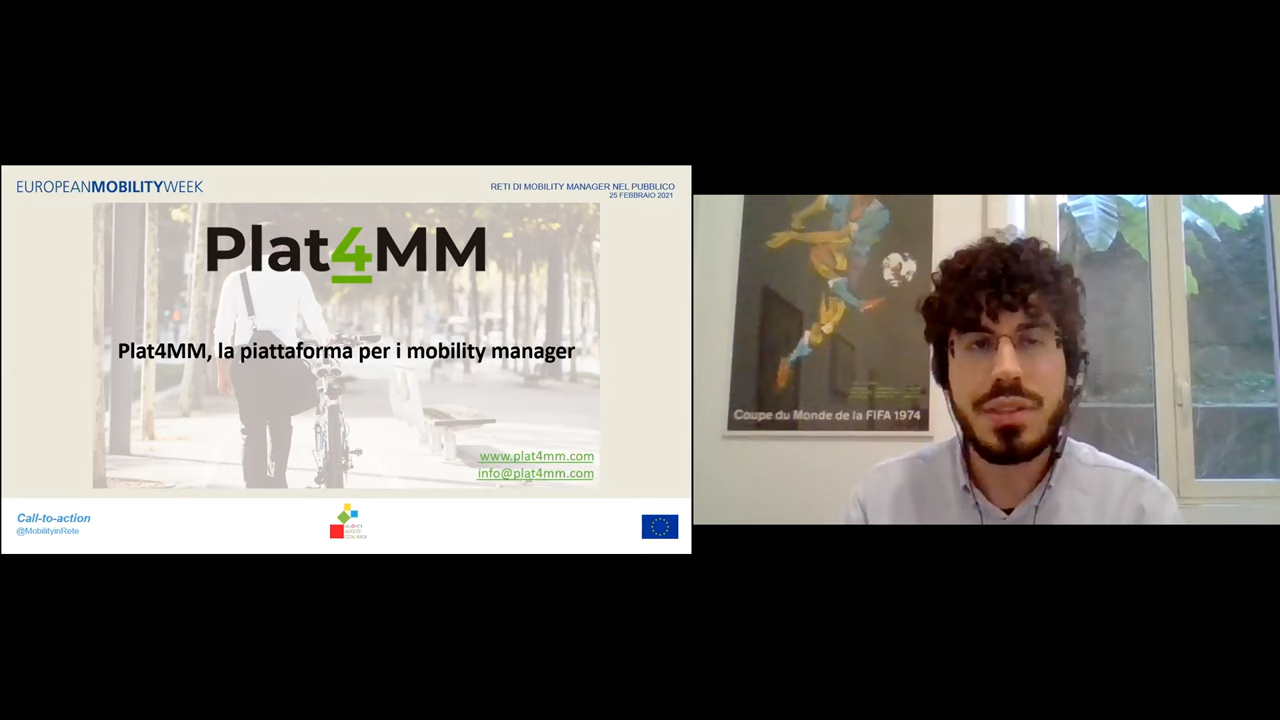 EUROPEANMOBILITYWEEK
RETI DI MOBILITY MANAGER NEL PUBBLICO
25 FEBBRAIO 2021
Plat4MM
Plat4MM, la piattaforma per i mobility manager
www.plat4mm.com
info@plat4mm.com
Call-to-action
@MobilityinRete
Coupe du Monde de la FIFA 1974